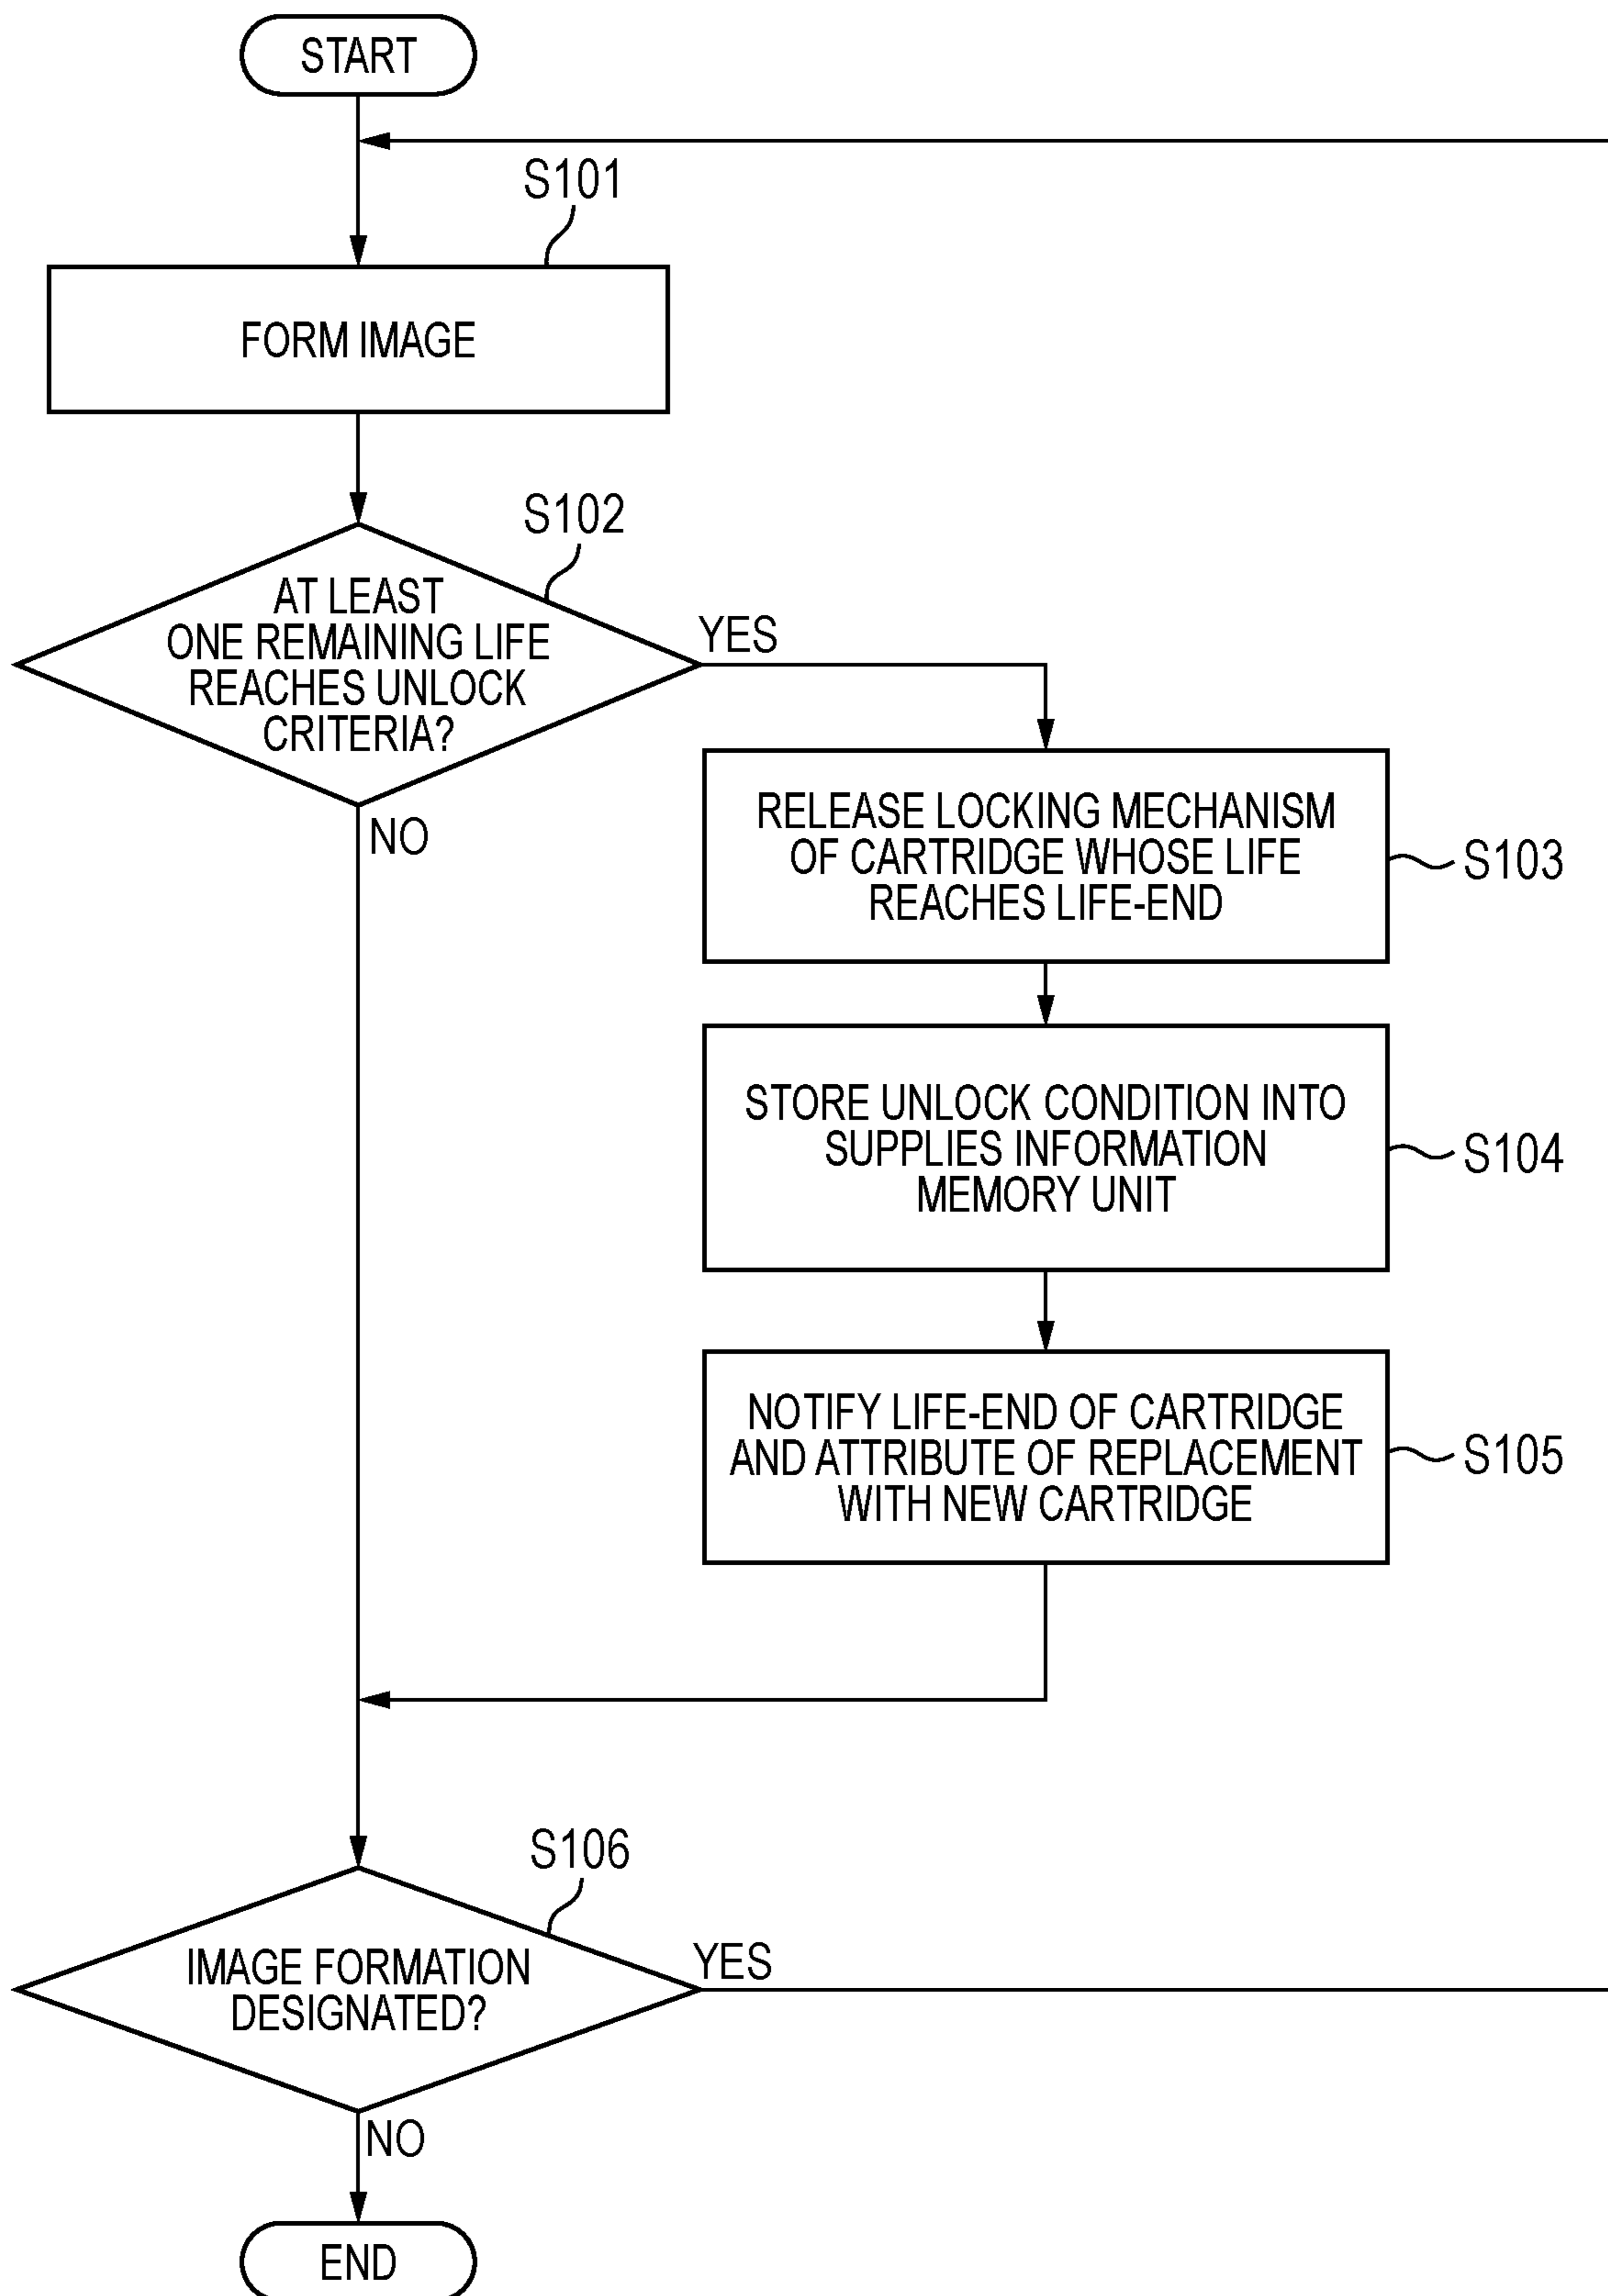 START
S101
FORM IMAGE
S102
AT LEAST
ONE REMAINING LIFE
REACHES UNLOCK
CRITERIA?
YES
NO
RELEASE LOCKING MECHANISM
OF CARTRIDGE WHOSE LIFE
REACHES LIFE-END
S103
STORE UNLOCK CONDITION INTO
SUPPLIES INFORMATION
MEMORY UNIT
S104
NOTIFY LIFE-END OF CARTRIDGE
AND ATTRIBUTE OF REPLACEMENT
WITH NEW CARTRIDGE
S105
S106
IMAGE FORMATION
DESIGNATED?
YES
NO
END